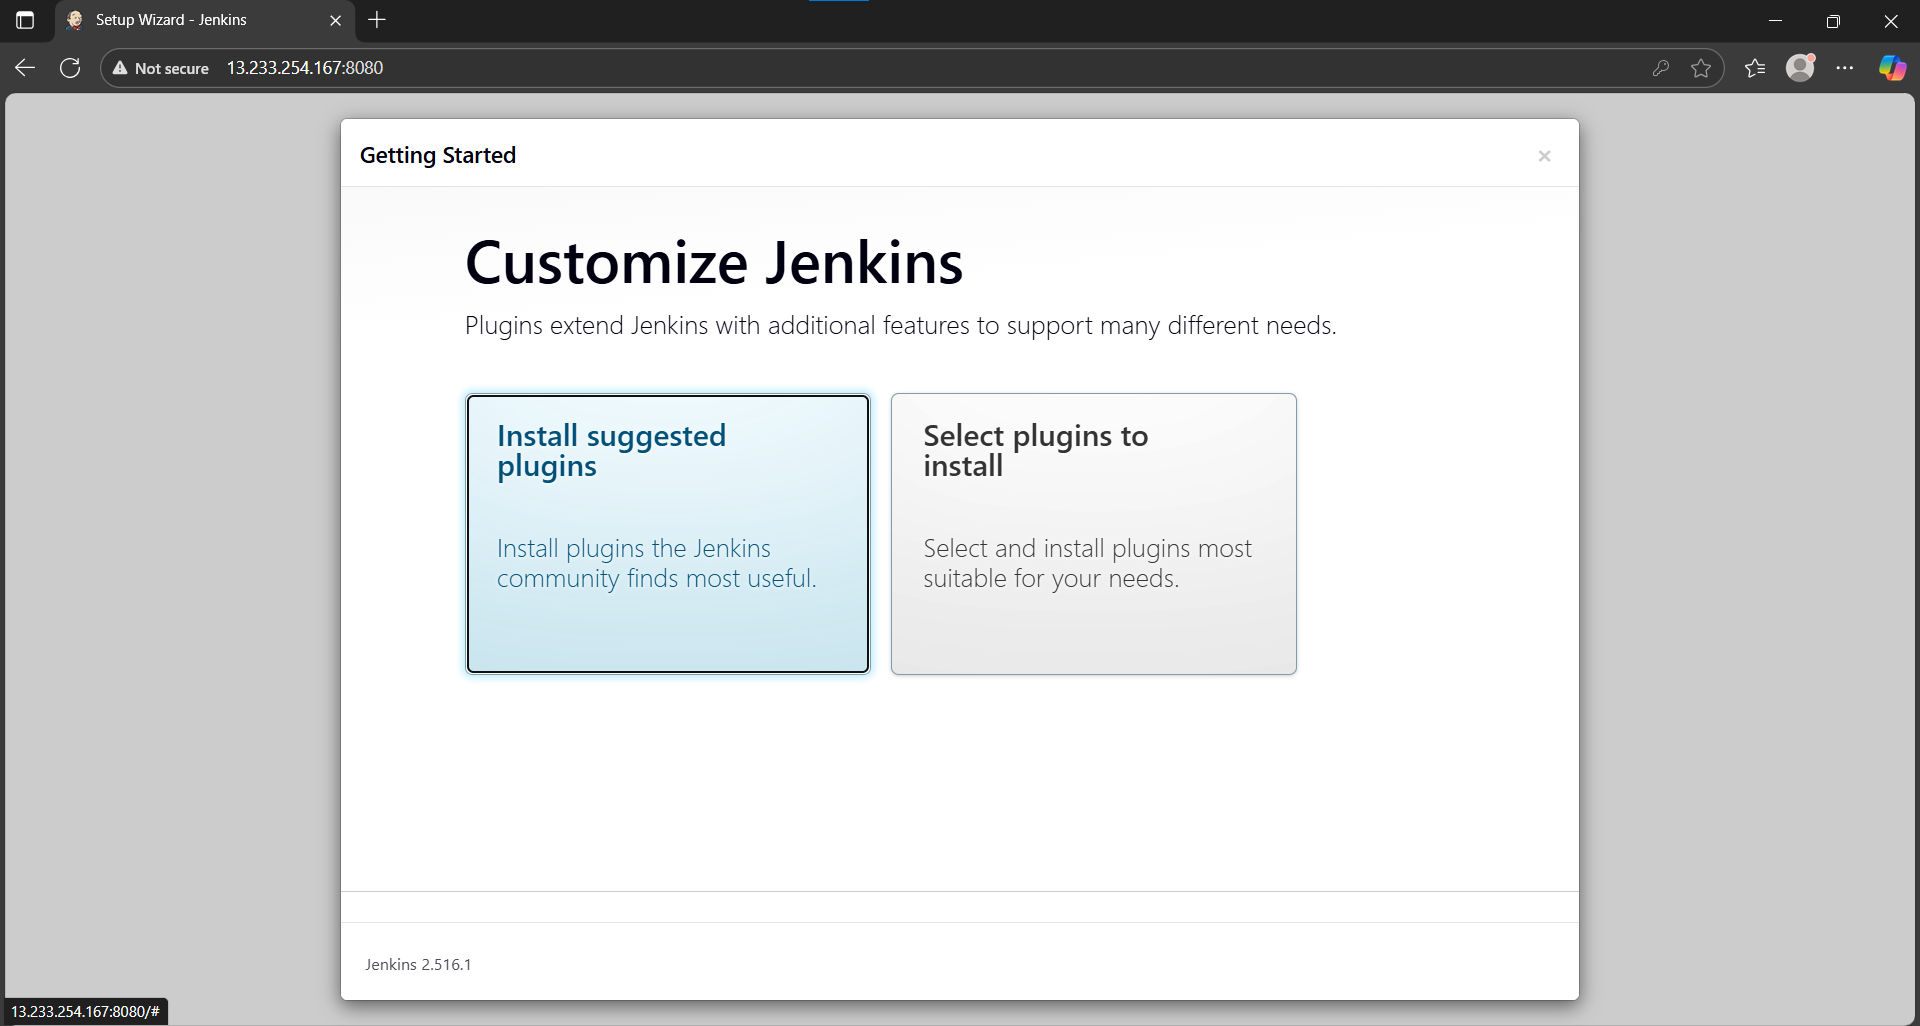 Setup Wizard - Jenkins
Not secure 13.233.254.167:8080
Getting Started
Customize Jenkins
Plugins extend Jenkins with additional features to support many different needs.
Install suggested
plugins
Install plugins the Jenkins
community finds most useful.
Select plugins to
install
Select and install plugins most
suitable for your needs.
Jenkins 2.516.1
13.233.254.167:8080/#